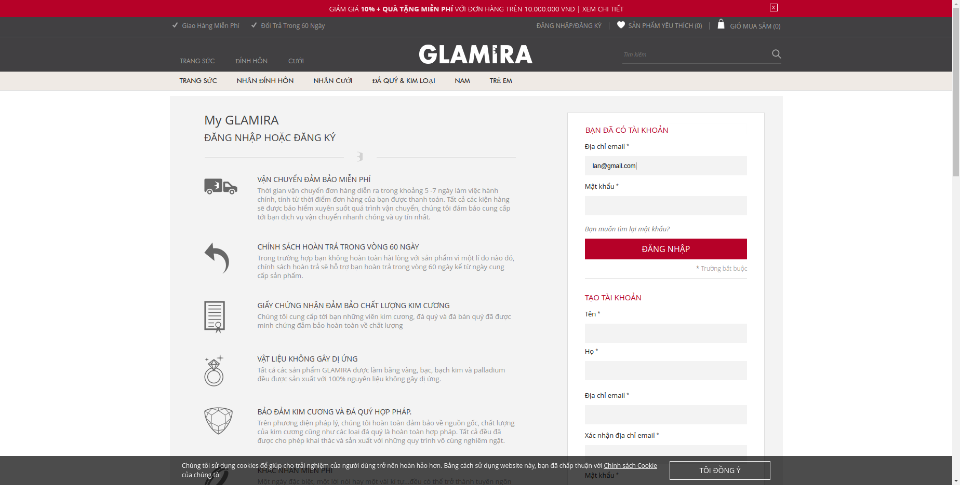 GIẢM GIÁ 10% + QUÀ TẶNG MIỄN PHÍ VỚI ĐƠN HÀNG TRÊN 10.000.000 VND | XEM CHI TIẾT
Giao Hàng Miễn Phí
Đổi Trả Trong 60 Ngày
ĐĂNG NHẬP/ĐĂNG KÝ
SẢN PHẨM YÊU THÍCH (0)
GIỎ MUA SẮM (0)
TRANG SỨC
ĐÍNH HÔN
CƯỚI
GLAMIRA
Tìm kiếm
TRANG SỨC
NHẪN ĐÍNH HÔN
NHẪN CƯỚI
ĐÁ QUÝ & KIM LOẠI
NAM
TRẺ EM
My GLAMIRA
ĐĂNG NHẬP HOẶC ĐĂNG KÝ
VẬN CHUYỂN ĐẢM BẢO MIỄN PHÍ
Thời gian vận chuyển đơn hàng diễn ra trong khoảng 5 -7 ngày làm việc hành
chính, tính từ thời điểm đơn hàng của bạn được thanh toán. Tất cả các kiện hàng
sẽ được bảo hiểm xuyên suốt quá trình vận chuyển, chúng tôi đảm bảo cung cấp
tới bạn dịch vụ vận chuyển nhanh chóng và uy tín nhất.
CHÍNH SÁCH HOÀN TRẢ TRONG VÒNG 60 NGÀY
Trong trường hợp bạn không hoàn toàn hài lòng với sản phẩm vì một lí do nào đó,
chính sách hoàn trả sẽ hỗ trợ bạn hoàn trả trong vòng 60 ngày kể từ ngày cung
cấp sản phẩm.
GIẤY CHỨNG NHẬN ĐẢM BẢO CHẤT LƯỢNG KIM CƯƠNG
Chúng tôi cung cấp tới bạn những viên kim cương, đá quý và đá bán quý đã được
minh chứng đảm bảo hoàn toàn về chất lượng
VẬT LIỆU KHÔNG GÂY DỊ ỨNG
Tất cả các sản phẩm GLAMIRA được làm bằng vàng, bạc, bạch kim và palladium
đều được sản xuất với 100% nguyên liệu không gây dị ứng.
BẢO ĐẢM KIM CƯƠNG VÀ ĐÁ QUÝ HỢP PHÁP.
Trên phương diện pháp lý, chúng tôi hoàn toàn đảm bảo về nguồn gốc, chất lượng
của kim cương cũng như các loại đá quý là hoàn toàn hợp pháp. Tất cả đều đã
được cho phép khai thác và sản xuất với những quy trình vô cùng nghiêm ngặt.
KHẮC NHẪN MIỄN PHÍ
BẠN ĐÃ CÓ TÀI KHOẢN
Địa chỉ email *
lan@gmail.com
Mật khẩu *
Bạn muốn tìm lại mật khẩu?
ĐĂNG NHẬP
* Trường bắt buộc
TẠO TÀI KHOẢN
Tên *
Họ *
Địa chỉ email *
Xác nhận địa chỉ email *
Mật khẩu *
Chúng tôi sử dụng cookies để giúp cho trải nghiệm của người dùng trở nên hoàn hảo hơn. Bằng cách sử dụng website này, bạn đã chấp thuận với Chính sách Cookie
của chúng tô
TÔI ĐỒNG Ý